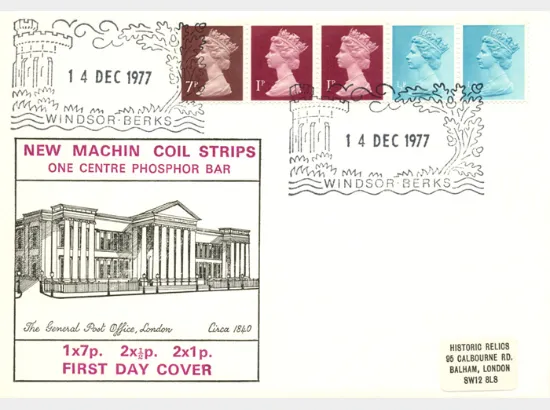 14 DEC 1977
WINDSOR·BERKS
7P
1P
1P
14 DEC 1977
WINDSOR·BERKS
NEW MACHIN COIL STRIPS
ONE CENTRE PHOSPHOR BAR
The General Post Office, London Circa 1840
1x7p. 2x½p. 2x1p.
FIRST DAY COVER
HISTORIC RELICS
95 CALBOURNE RD.
BALHAM, LONDON
SW12 8LS